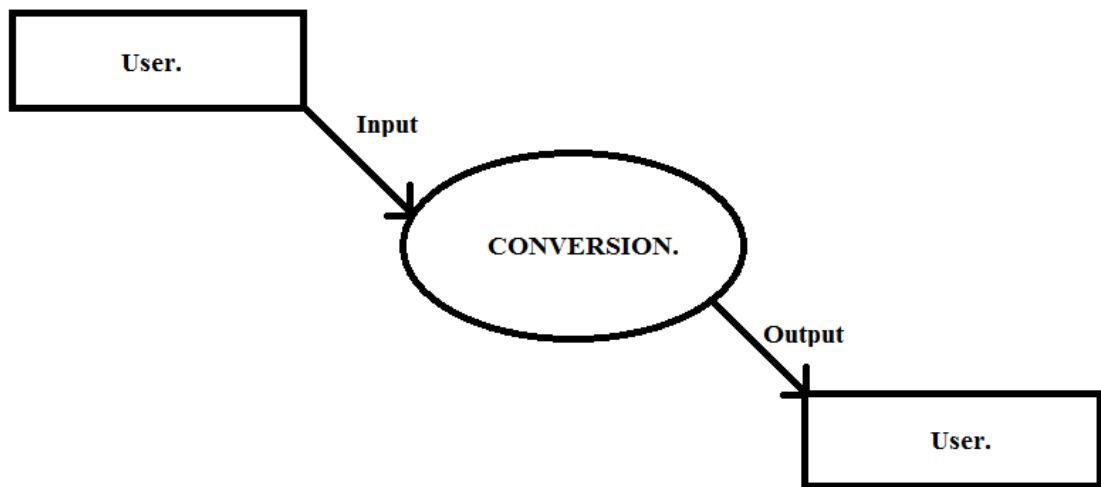 User.
Input
CONVERSION.
Output
User.